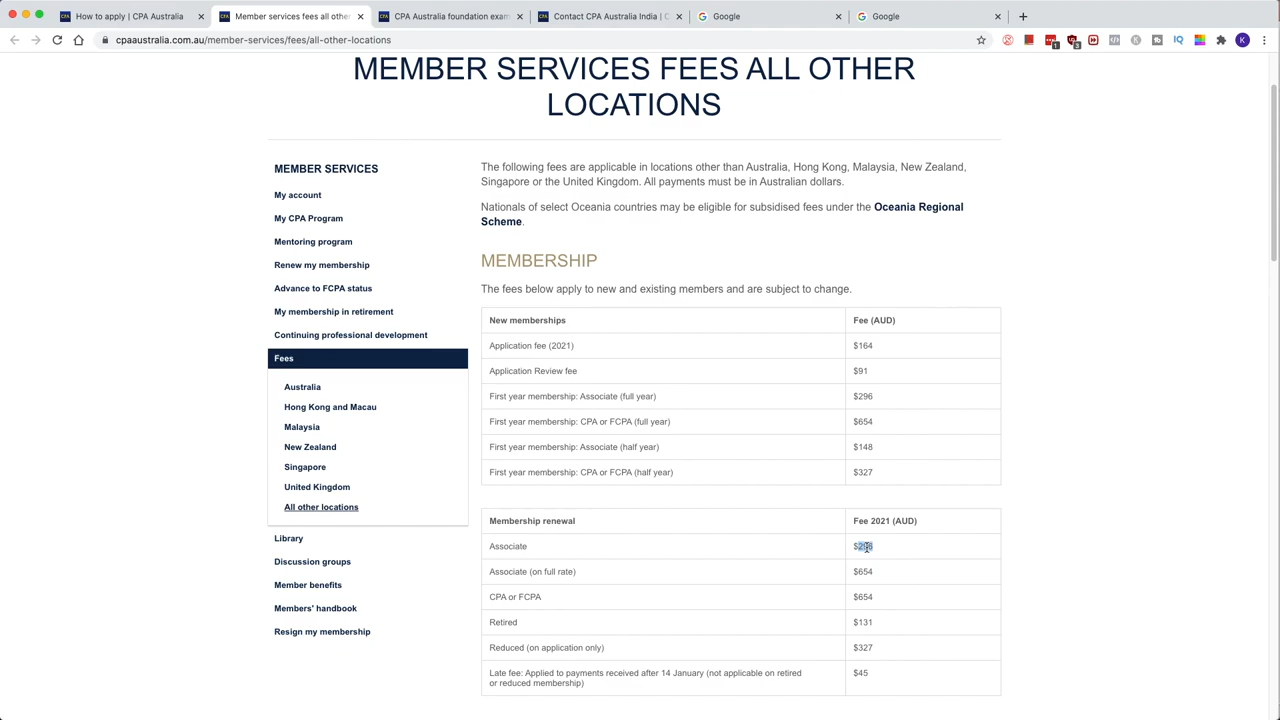 How to apply | CPA Australia
Member services fees all other
CPA Australia foundation exam
Contact CPA Australia India | C
Google
Google
cpaaustralia.com.au/member-services/fees/all-other-locations
MEMBER SERVICES FEES ALL OTHER
LOCATIONS
MEMBER SERVICES
My account
My CPA Program
Mentoring program
Renew my membership
Advance to FCPA status
My membership in retirement
Continuing professional development
Fees
Australia
Hong Kong and Macau
Malaysia
New Zealand
Singapore
United Kingdom
All other locations
Library
Discussion groups
Member benefits
Members' handbook
Resign my membership
The following fees are applicable in locations other than Australia, Hong Kong, Malaysia, New Zealand,
Singapore or the United Kingdom. All payments must be in Australian dollars.
Nationals of select Oceania countries may be eligible for subsidised fees under the Oceania Regional
Scheme.
MEMBERSHIP
The fees below apply to new and existing members and are subject to change.
New memberships Fee (AUD)
Application fee (2021) $164
Application Review fee $91
First year membership: Associate (full year) $296
First year membership: CPA or FCPA (full year) $654
First year membership: Associate (half year) $148
First year membership: CPA or FCPA (half year) $327
Membership renewal Fee 2021 (AUD)
Associate
Associate (on full rate) $654
CPA or FCPA $654
Retired $131
Reduced (on application only) $327
Late fee: Applied to payments received after 14 January (not applicable on retired $45
or reduced membership)